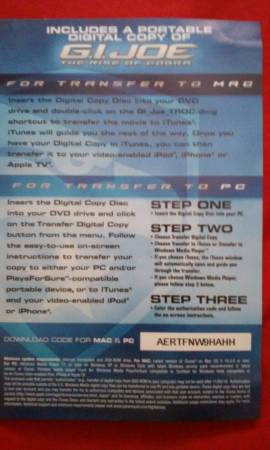 INCLUDES A PORTABLE
DIGITAL COPY OF
G.I. JOE
THE RISE OF COBRA
FOR TRANSFER TO MAC
Insert the Digital Copy Disc into your DVD
drive and double-click on the GI_Joe_TROC.dmg
shortcut to transfer the movie to iTunes.
iTunes will guide you the rest of the way. Once you
have your Digital Copy in iTunes, you can then
transfer it to your video-enabled iPod, iPhone or
Apple TV.
FOR TRANSFER TO PC
Insert the Digital Copy Disc
into your DVD drive and click
on the Transfer Digital Copy
button from the menu. Follow
the easy-to-use on-screen
instructions to transfer your
copy to either your PC and/or
PlaysForSure-compatible
portable device, or to iTunes
and your video-enabled iPod
or iPhone.
STEP ONE
• Insert the Digital Copy Disc into your PC.
STEP TWO
• Choose Transfer Digital Copy
• Choose Transfer to iTunes or Transfer to
Windows Media Player
- If you choose iTunes, the iTunes window
will automatically open and guide you
through the transfer.
- If you choose Windows Media Player,
please follow step 3 below.
STEP THREE
• Enter the authorization code and follow
the on-screen instructions.
DOWNLOAD CODE FOR MAC & PC
AERTFNW9HAHH